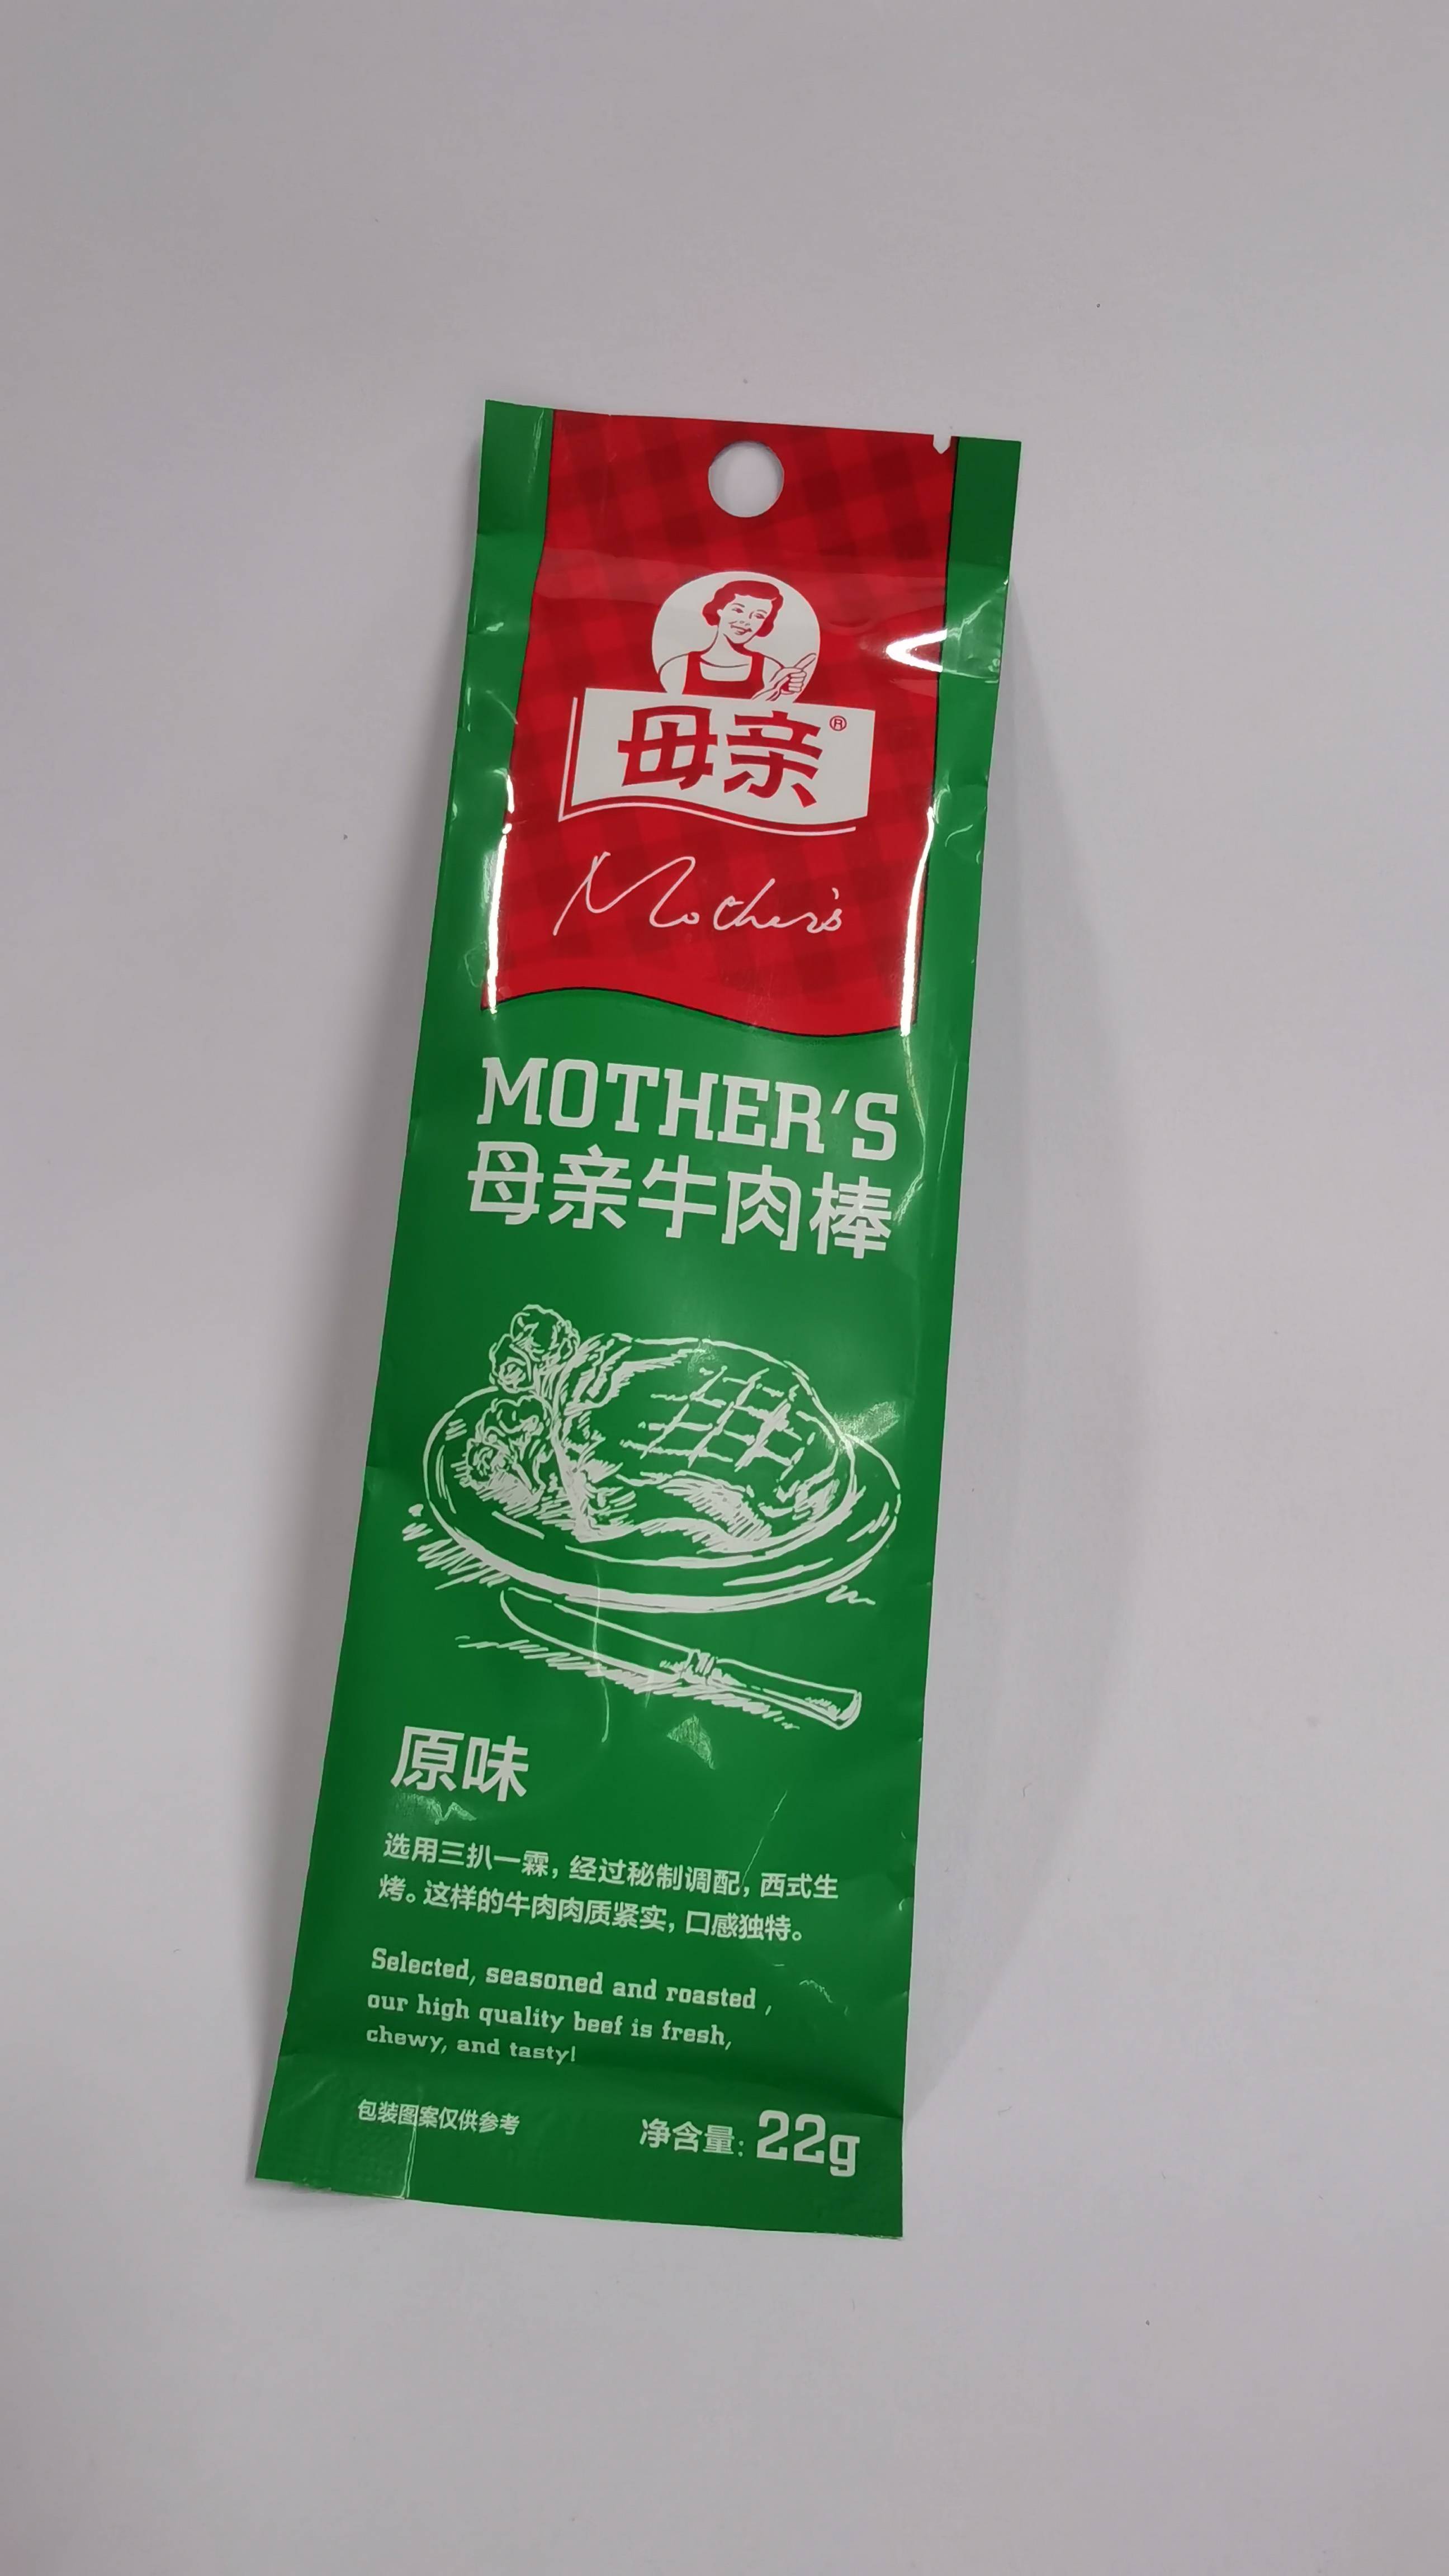 母亲®
Mother's
MOTHER'S
母亲牛肉棒
原味
选用三扒一霖，经过秘制调配，西式生
烤。这样的牛肉肉质紧实，口感独特。
Selected, seasoned and roasted ,
our high quality beef is fresh,
chewy, and tasty!
包装图案仅供参考
净含量: 22g